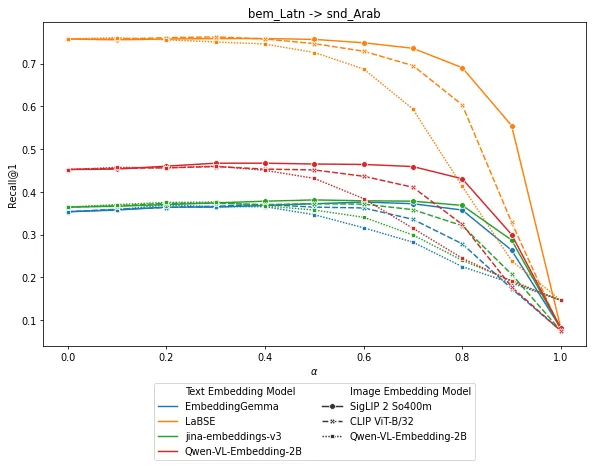 bem_Latn -> snd_Arab
Recall@1
0.7
0.6
0.5
0.4
0.3
0.2
0.1
0.0 0.2 0.4 0.6 0.8 1.0
α
Text Embedding Model Image Embedding Model
EmbeddingGemma SigLIP 2 So400m
LaBSE CLIP ViT-B/32
jina-embeddings-v3 Qwen-VL-Embedding-2B
Qwen-VL-Embedding-2B